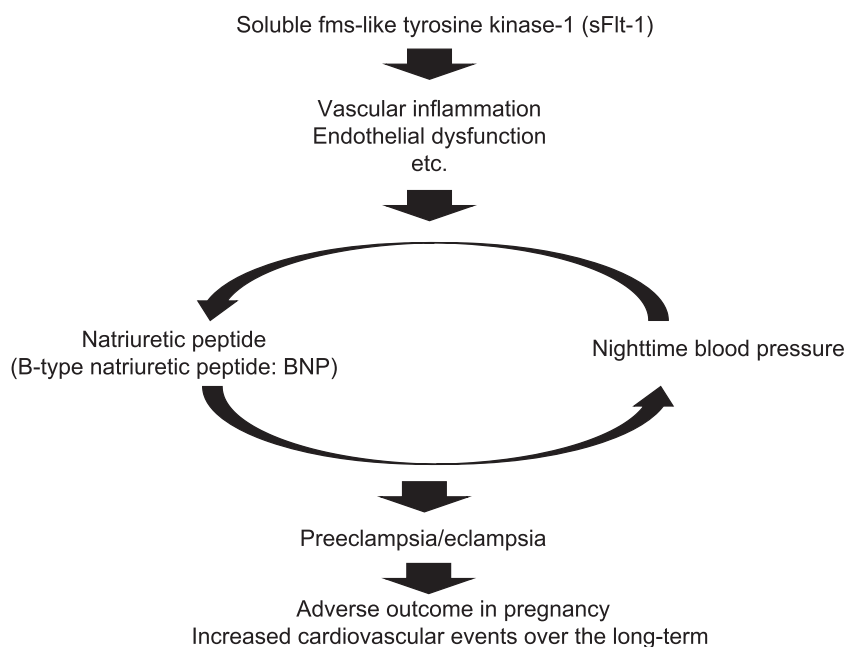 Soluble fms-like tyrosine kinase-1 (sFlt-1)
Vascular inflammation
Endothelial dysfunction
etc.
Natriuretic peptide
(B-type natriuretic peptide: BNP)
Nighttime blood pressure
Preeclampsia/eclampsia
Adverse outcome in pregnancy
Increased cardiovascular events over the long-term